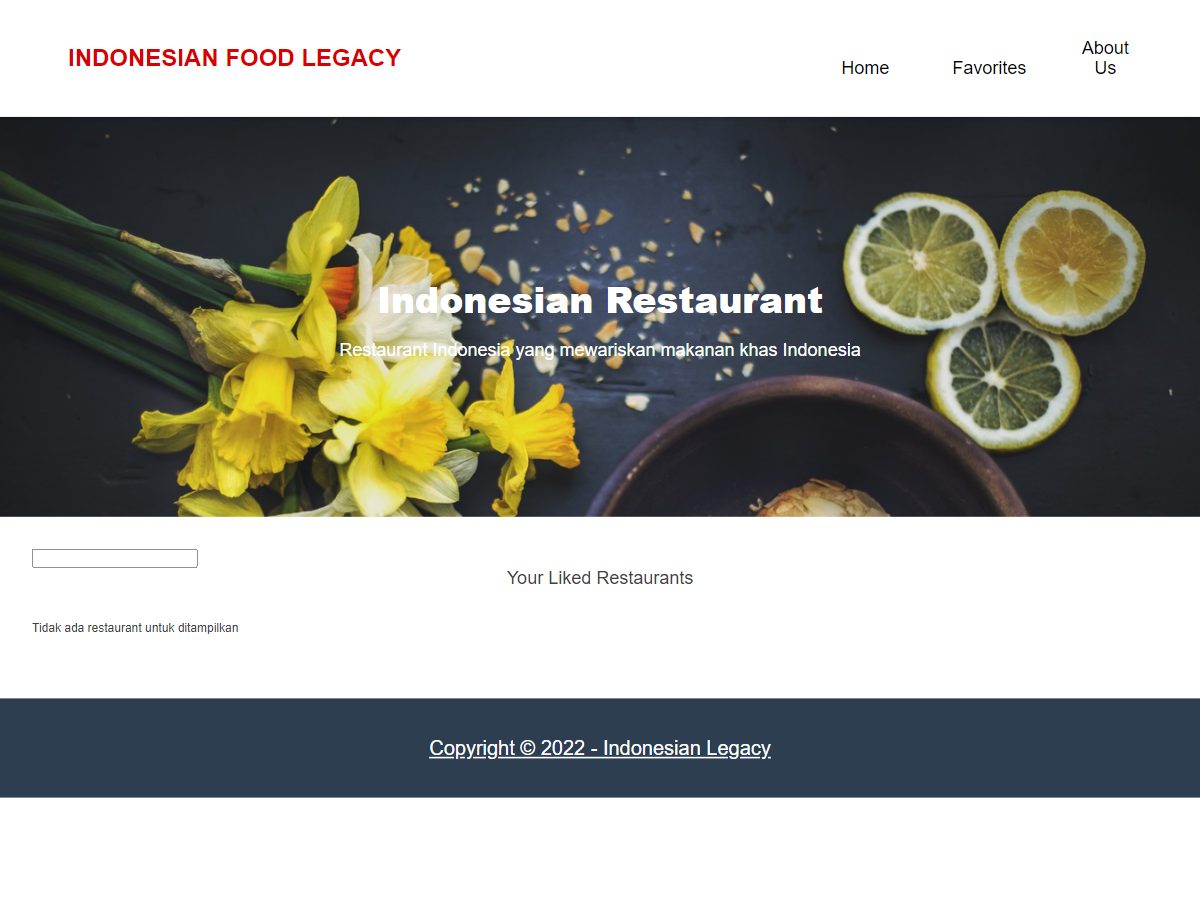 INDONESIAN FOOD LEGACY
Home
Favorites
About
Us
Indonesian Restaurant
Restaurant Indonesia yang mewariskan makanan khas Indonesia
Your Liked Restaurants
Tidak ada restaurant untuk ditampilkan
Copyright © 2022 - Indonesian Legacy